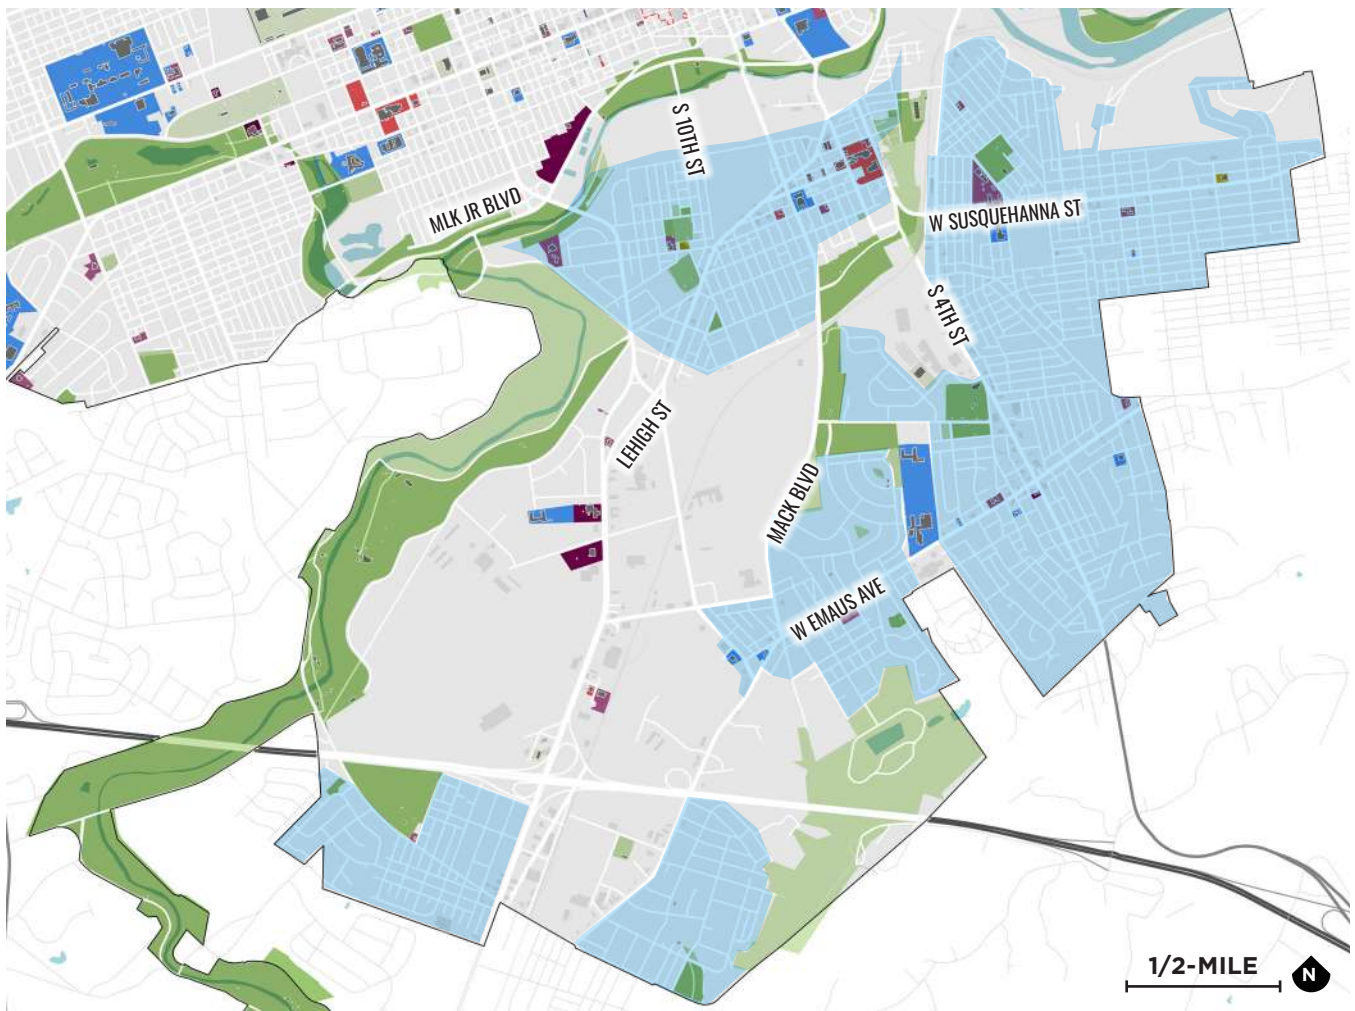 S 10TH ST
MLK JR BLVD
W SUSQUEHANNA ST
S 4TH ST
LEHIGH ST
MACK BLVD
W EMAUS AVE
1/2-MILE
N